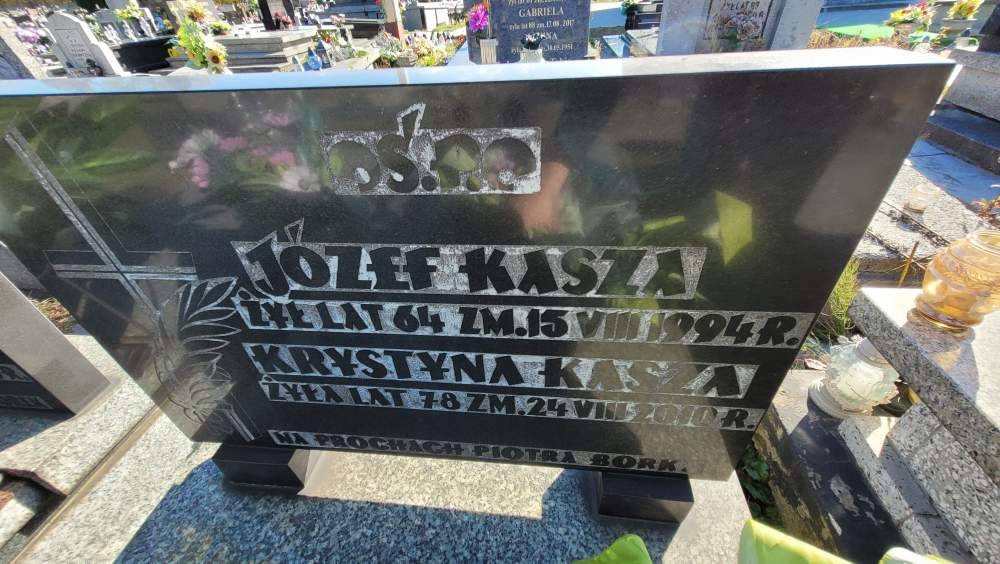 GABRIELA
OŚ.P.
JÓZEF KASZA
ŻYŁ LAT 64 ZM.15 VIII 1994 R.
KRYSTYNA KASZA
ŻYŁA LAT 78 ZM.24 VIII 2010 R.
NA PROCHACH PIOTRA BORK.